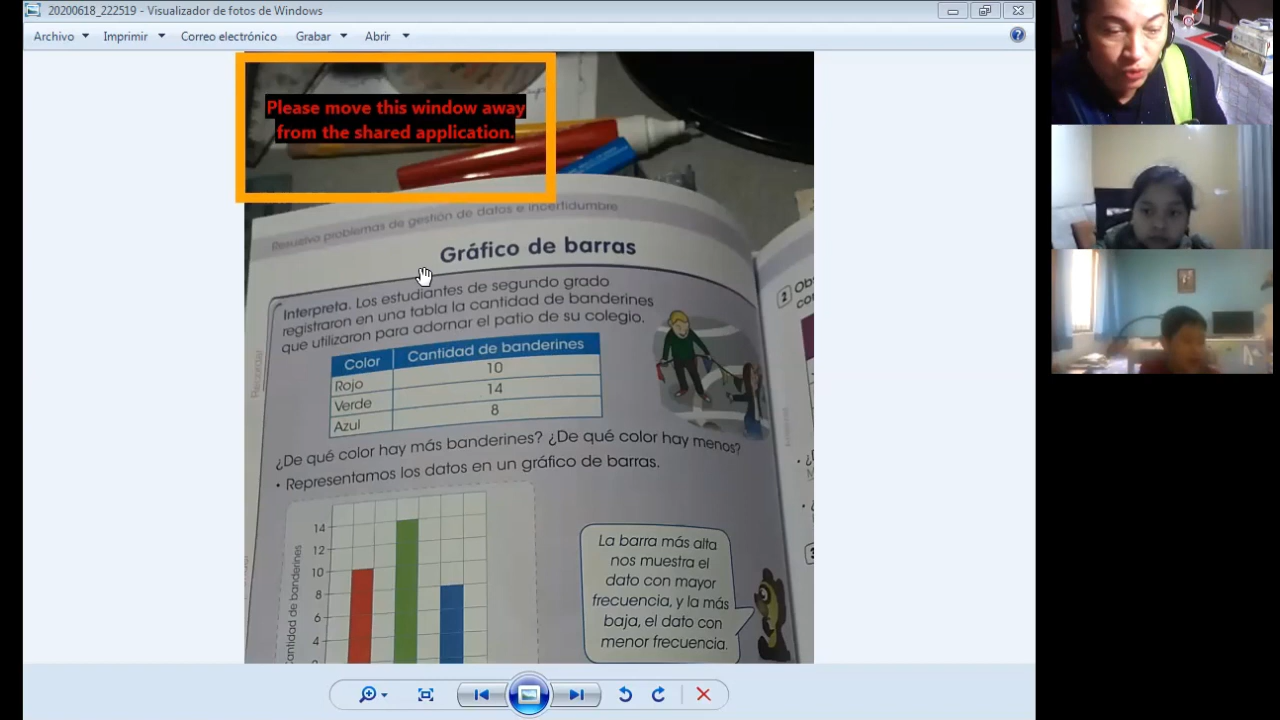 20200618_222519 - Visualizador de fotos de Windows
Archivo Imprimir Correo electrónico Grabar Abrir
Please move this window away
from the shared application.
Resuelve problemas de gestión de datos e incertidumbre
Gráfico de barras
Interpreta. Los estudiantes de segundo grado
registraron en una tabla la cantidad de banderines
que utilizaron para adornar el patio de su colegio.
Recordar
Color Cantidad de banderines
Rojo 10
Verde 14
Azul 8
¿De qué color hay más banderines? ¿De qué color hay menos?
• Representamos los datos en un gráfico de barras.
14
12
10
8
6
4
Cantidad de banderines
La barra más alta
nos muestra el
dato con mayor
frecuencia, y la más
baja, el dato con
menor frecuencia.
2